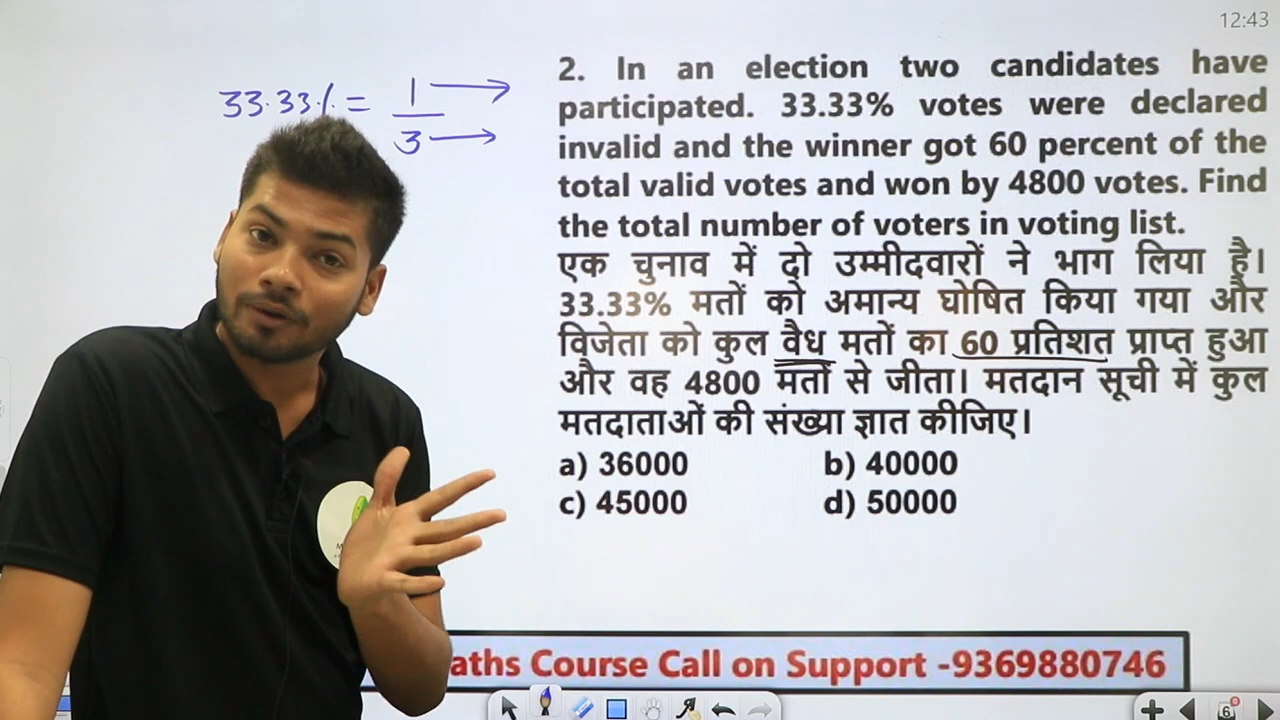 12:43
33.33% = 1/3
2. In an election two candidates have
participated. 33.33% votes were declared
invalid and the winner got 60 percent of the
total valid votes and won by 4800 votes. Find
the total number of voters in voting list.
एक चुनाव में दो उम्मीदवारों ने भाग लिया है।
33.33% मतों को अमान्य घोषित किया गया और
विजेता को कुल वैध मतों का 60 प्रतिशत प्राप्त हुआ
और वह 4800 मतों से जीता। मतदान सूची में कुल
मतदाताओं की संख्या ज्ञात कीजिए।
a) 36000 b) 40000
c) 45000 d) 50000
aths Course Call on Support -9369880746
6